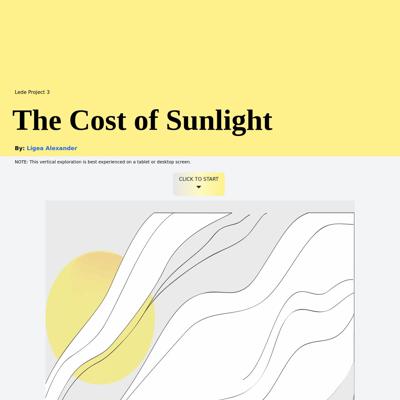 Lede Project 3
The Cost of Sunlight
By: Ligea Alexander
NOTE: This vertical exploration is best experienced on a tablet or desktop screen.
CLICK TO START